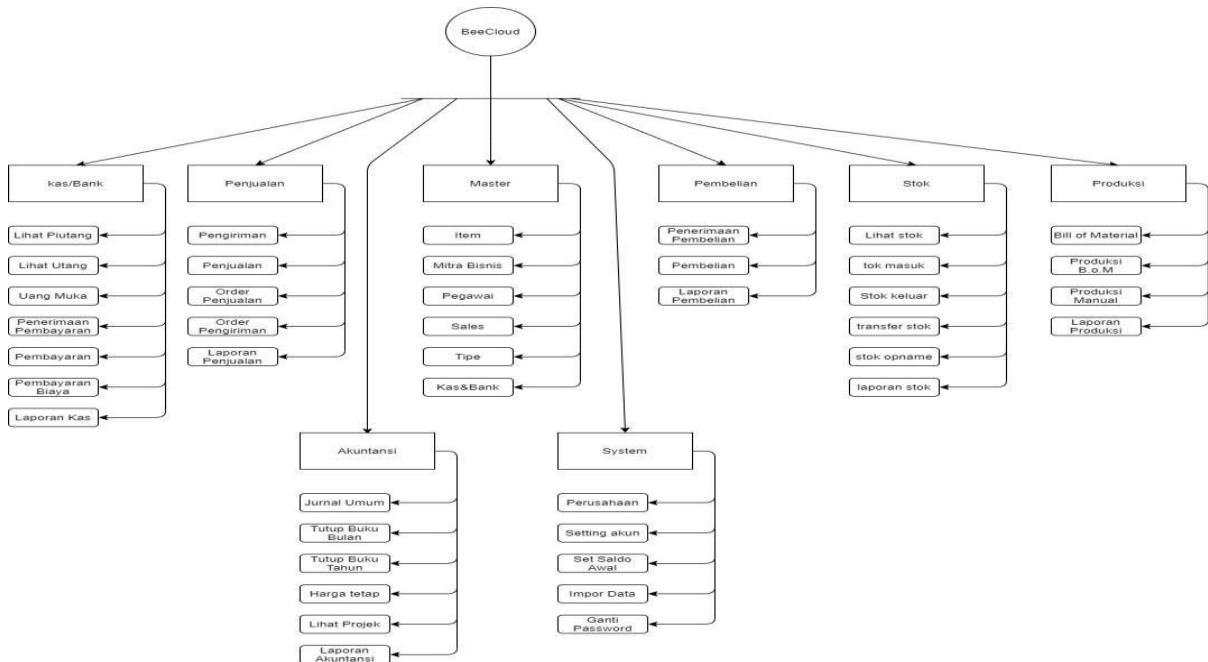 BeeCloud
kas/Bank
Lihat Piutang
Lihat Utang
Uang Muka
Penerimaan
Pembayaran
Pembayaran
Pembayaran
Biaya
Laporan Kas
Penjualan
Pengiriman
Penjualan
Order
Penjualan
Order
Pengiriman
Laporan
Penjualan
Master
Item
Mitra Bisnis
Pegawai
Sales
Tipe
Kas&Bank
Pembelian
Penerimaan
Pembelian
Pembelian
Laporan
Pembelian
Stok
Lihat stok
tok masuk
Stok keluar
transfer stok
stok opname
laporan stok
Produksi
Bill of Material
Produksi
B.o.M
Produksi
Manual
Laporan
Produksi
Akuntansi
Jurnal Umum
Tutup Buku
Bulan
Tutup Buku
Tahun
Harga tetap
Lihat Projek
Laporan
Akuntansi
System
Perusahaan
Setting akun
Set Saldo
Awal
Impor Data
Ganti
Password